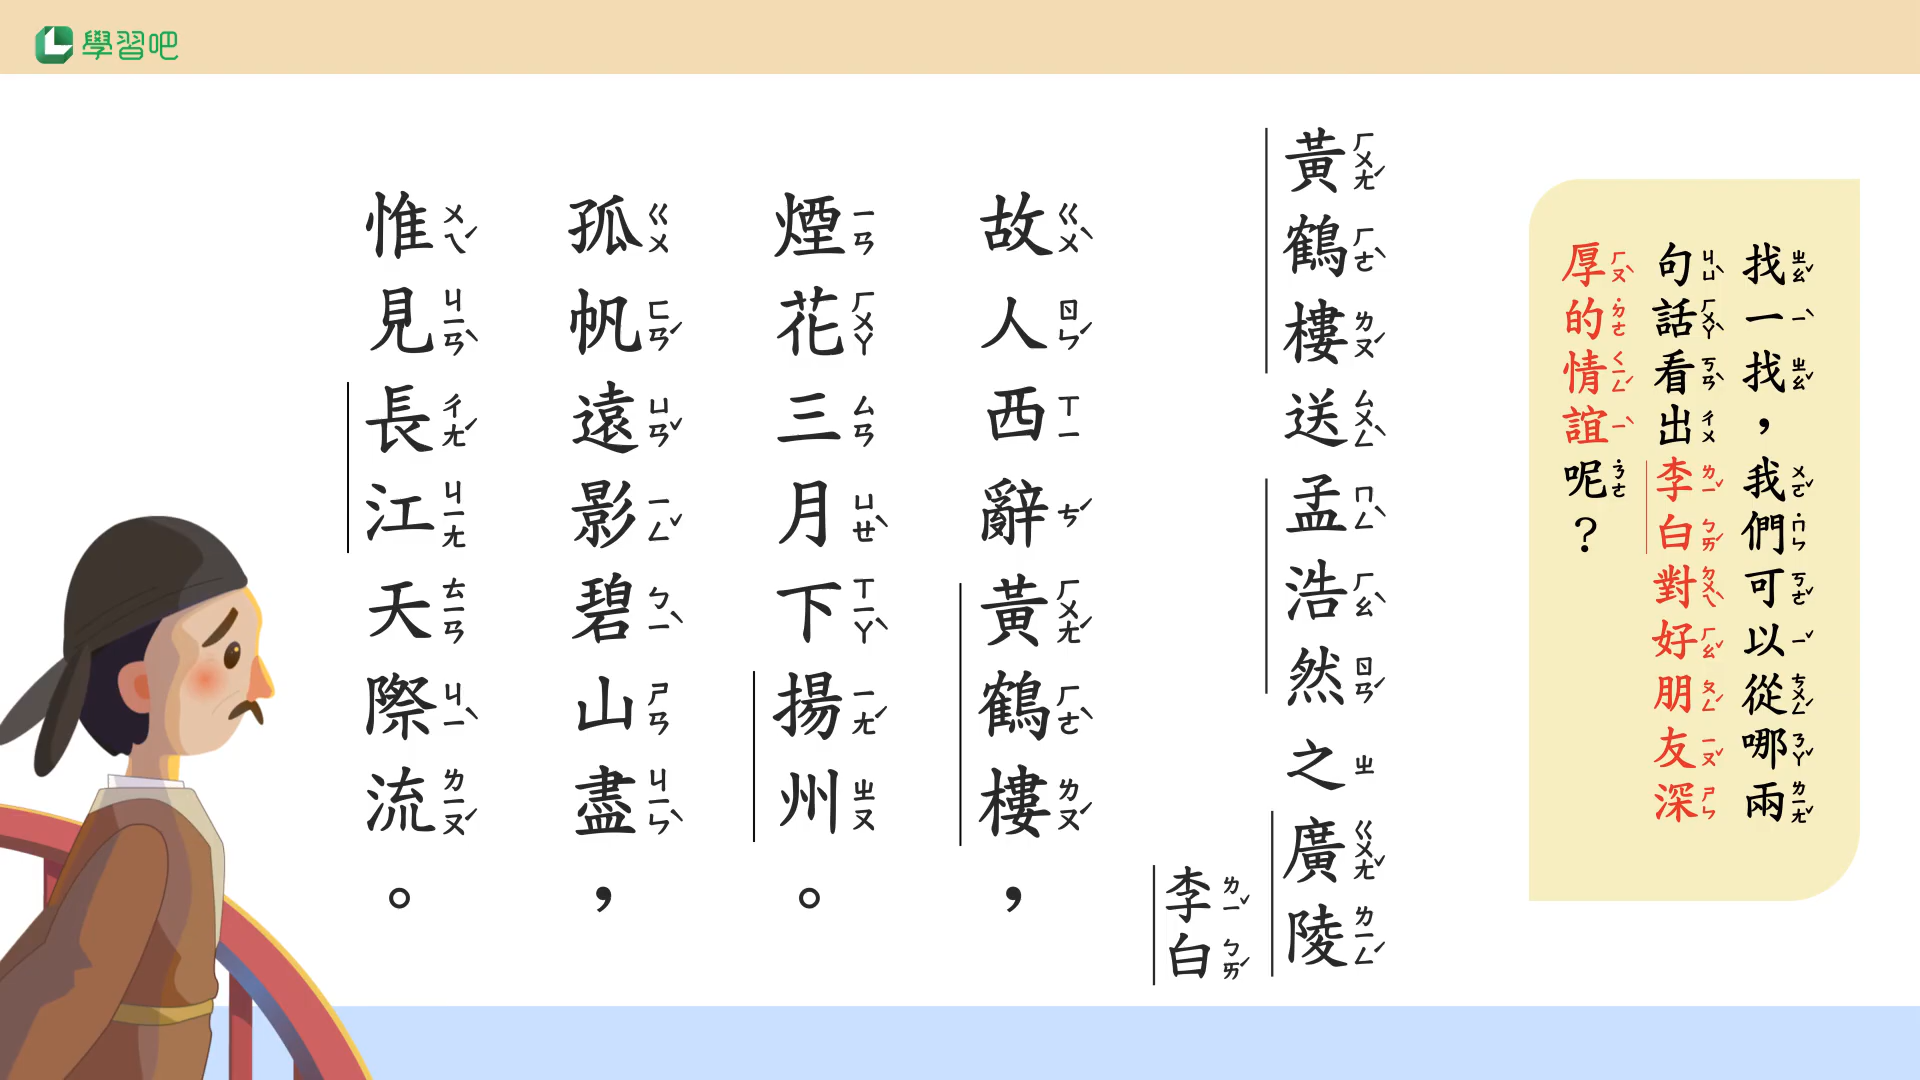 學習吧
找一找，我們可以從哪兩
句話看出李白對好朋友深
厚的情誼呢？
黃鶴樓送孟浩然之廣陵
李白
故人西辭黃鶴樓，
煙花三月下揚州。
孤帆遠影碧山盡，
惟見長江天際流。